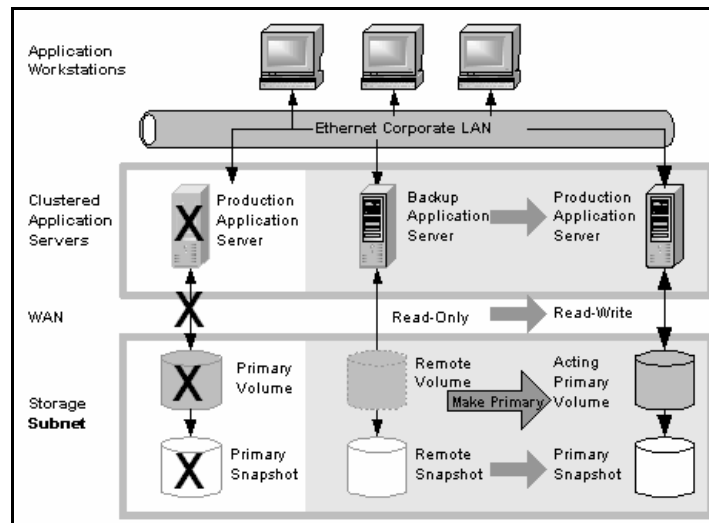 Application
Workstations
Ethernet Corporate LAN
Clustered
Application
Servers
X
Production
Application
Server
Backup
Application
Server
Production
Application
Server
WAN
X
Read-Only
Read-Write
Storage
Subnet
X
Primary
Volume
Remote
Volume
Make Primary
Acting
Primary
Volume
X
Primary
Snapshot
Remote
Snapshot
Primary
Snapshot